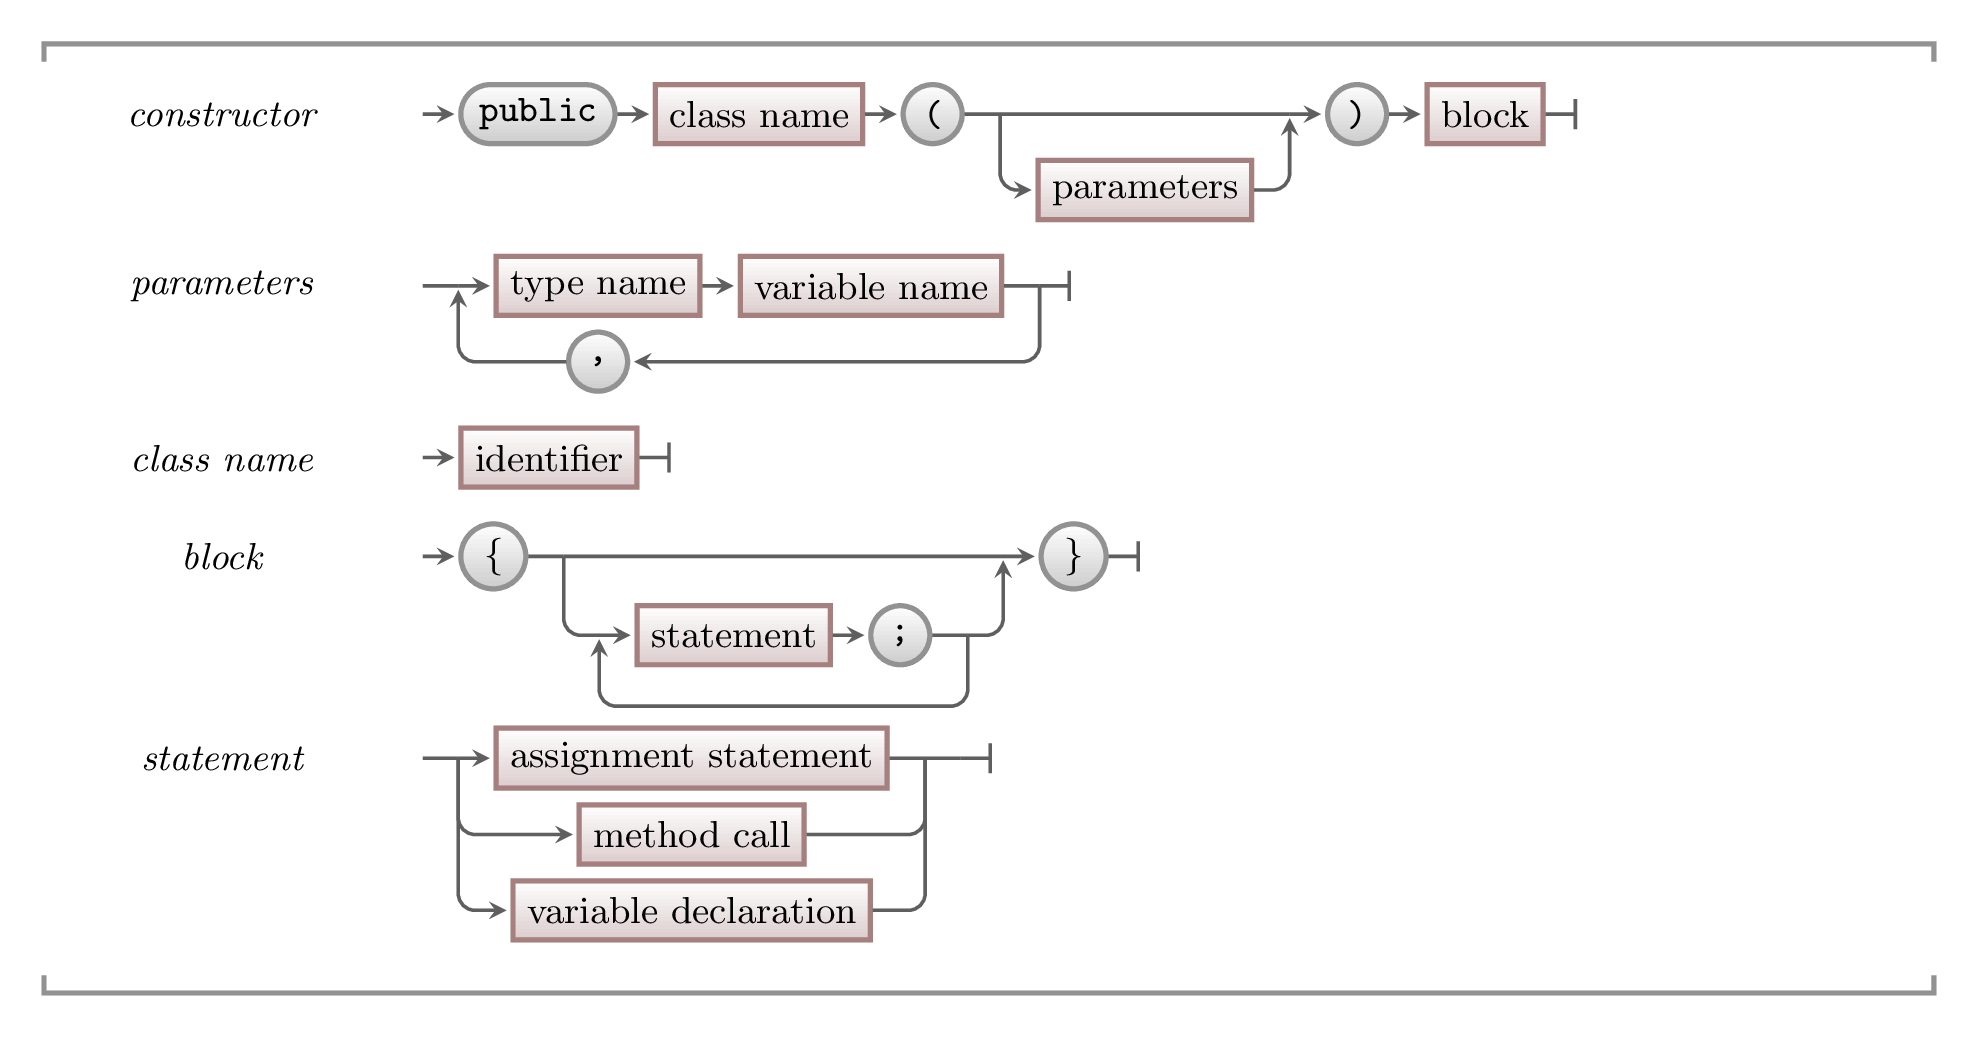 constructor public class name ( ) block
parameters
parameters type name variable name
,
class name identifier
block { }
statement ;
statement assignment statement
method call
variable declaration